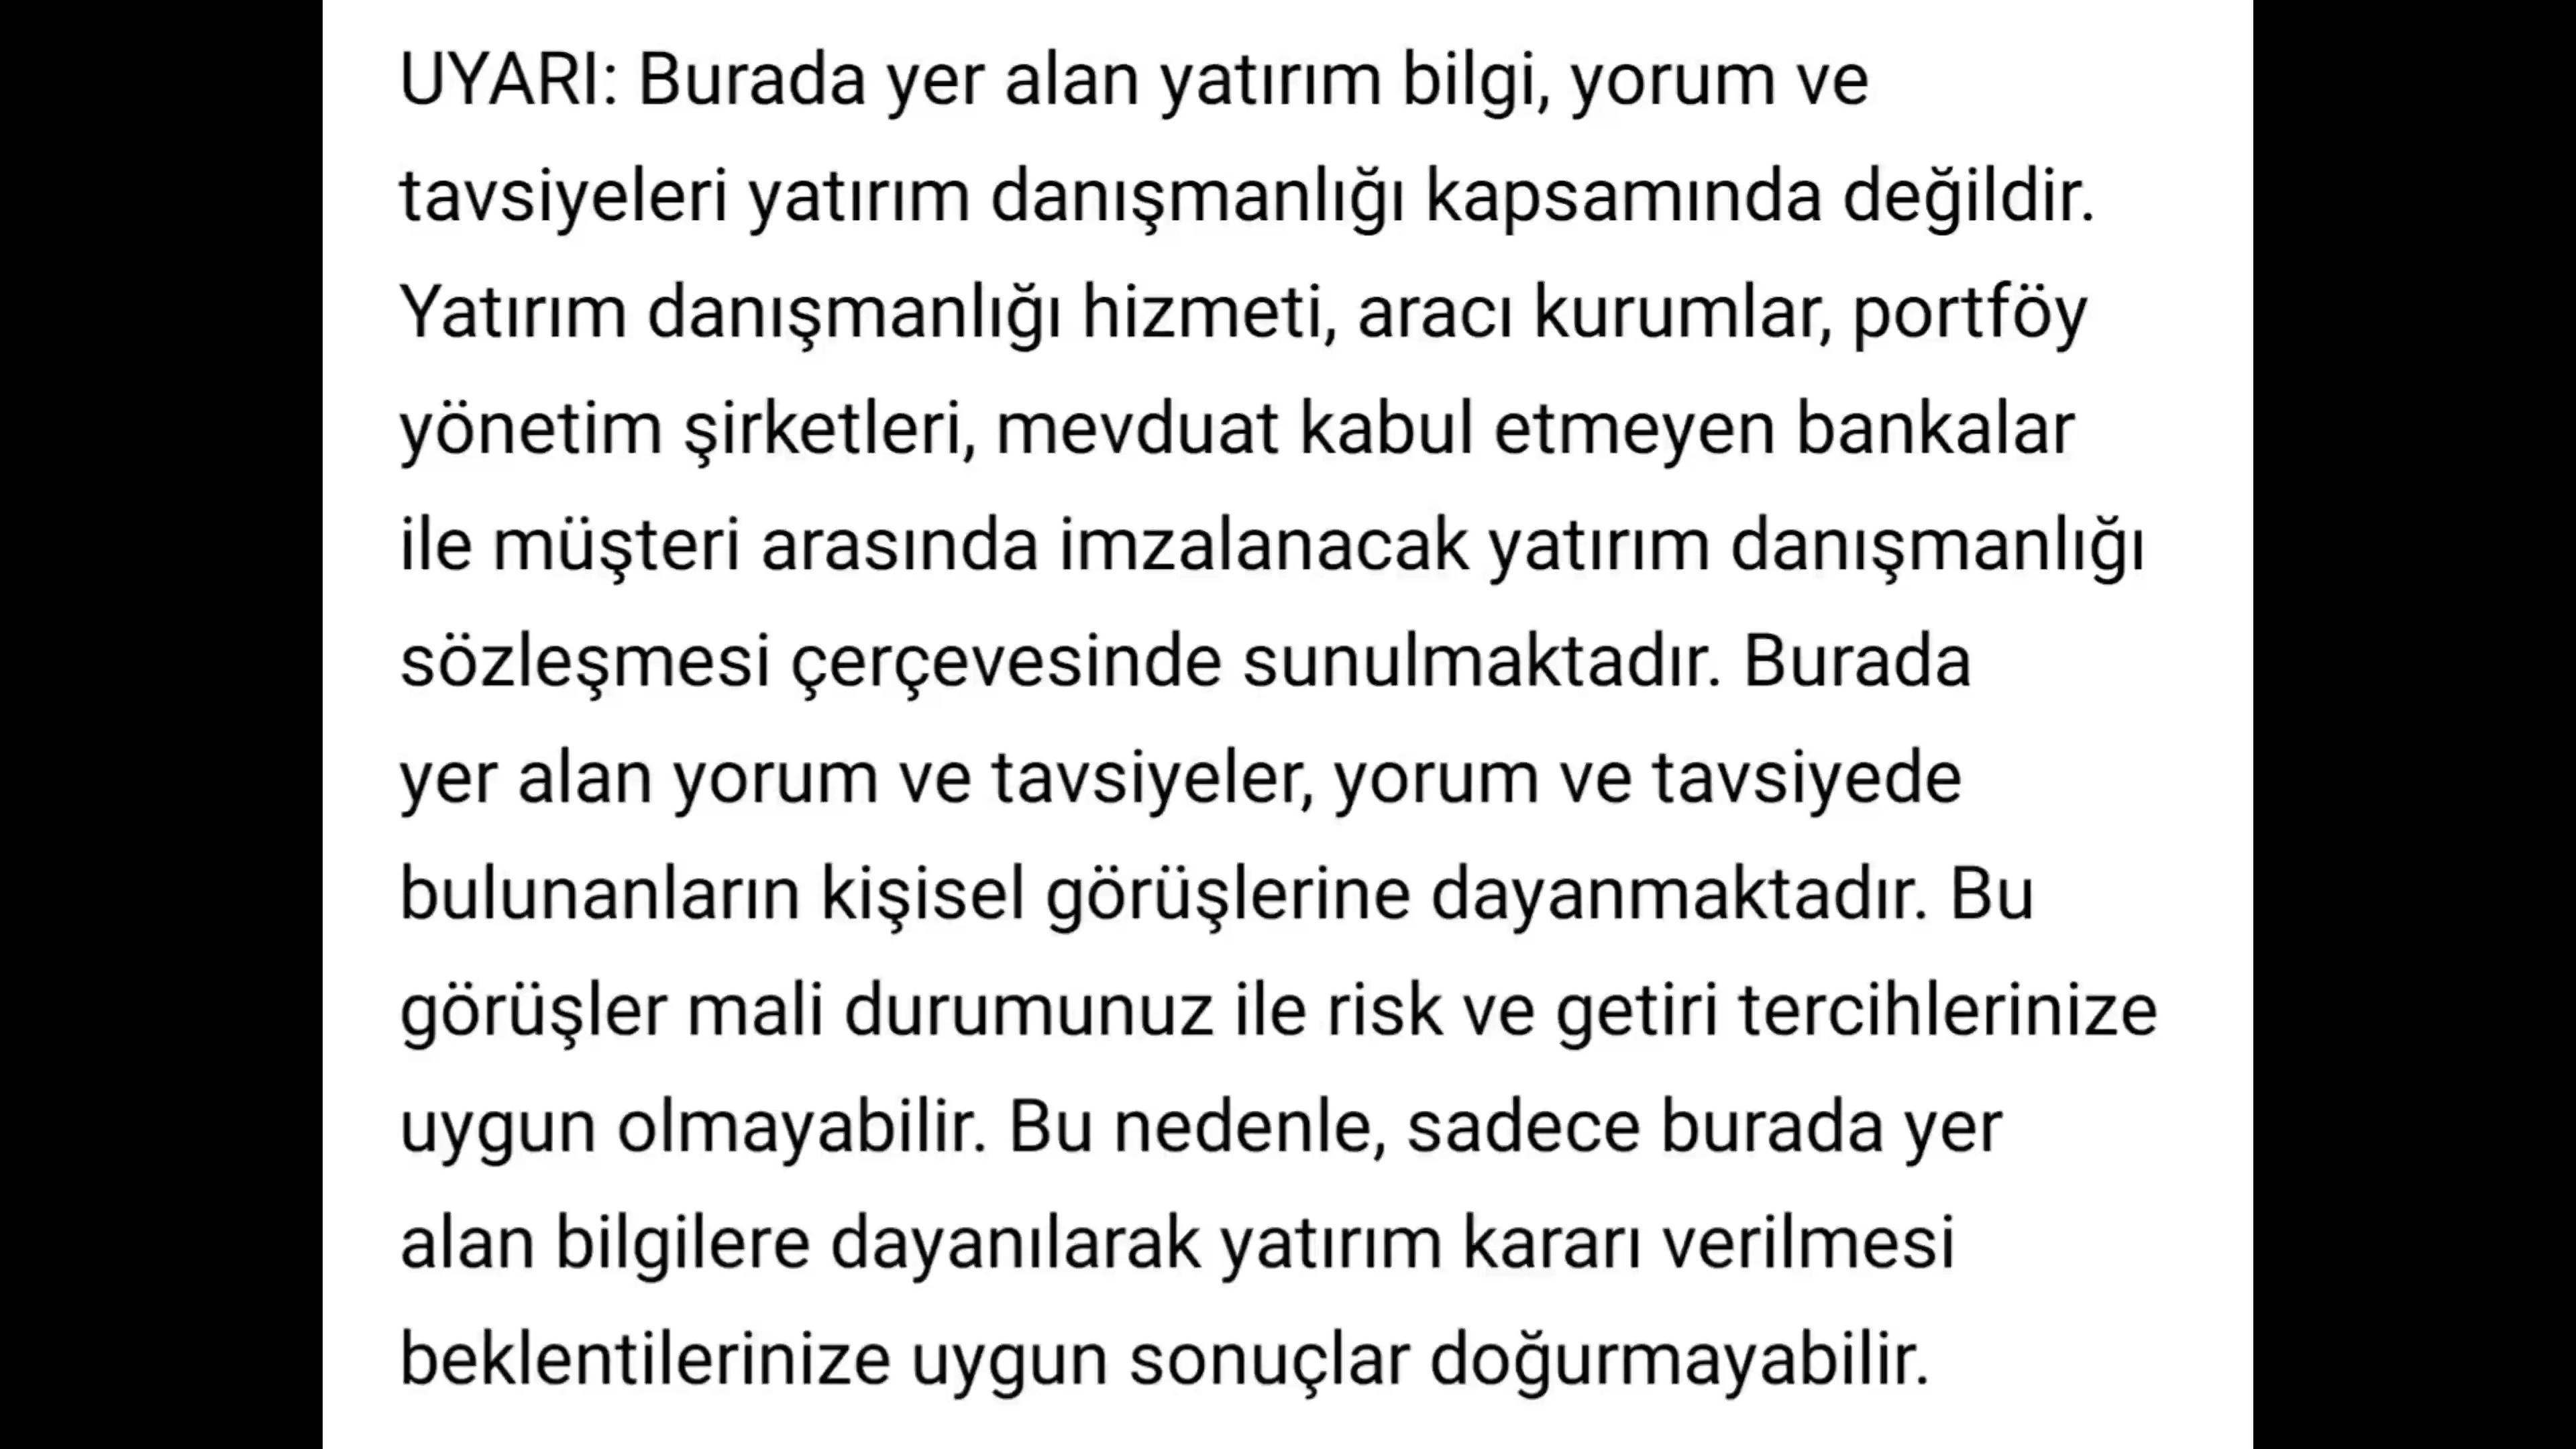 UYARI: Burada yer alan yatırım bilgi, yorum ve
tavsiyeleri yatırım danışmanlığı kapsamında değildir.
Yatırım danışmanlığı hizmeti, aracı kurumlar, portföy
yönetim şirketleri, mevduat kabul etmeyen bankalar
ile müşteri arasında imzalanacak yatırım danışmanlığı
sözleşmesi çerçevesinde sunulmaktadır. Burada
yer alan yorum ve tavsiyeler, yorum ve tavsiyede
bulunanların kişisel görüşlerine dayanmaktadır. Bu
görüşler mali durumunuz ile risk ve getiri tercihlerinize
uygun olmayabilir. Bu nedenle, sadece burada yer
alan bilgilere dayanılarak yatırım kararı verilmesi
beklentilerinize uygun sonuçlar doğurmayabilir.